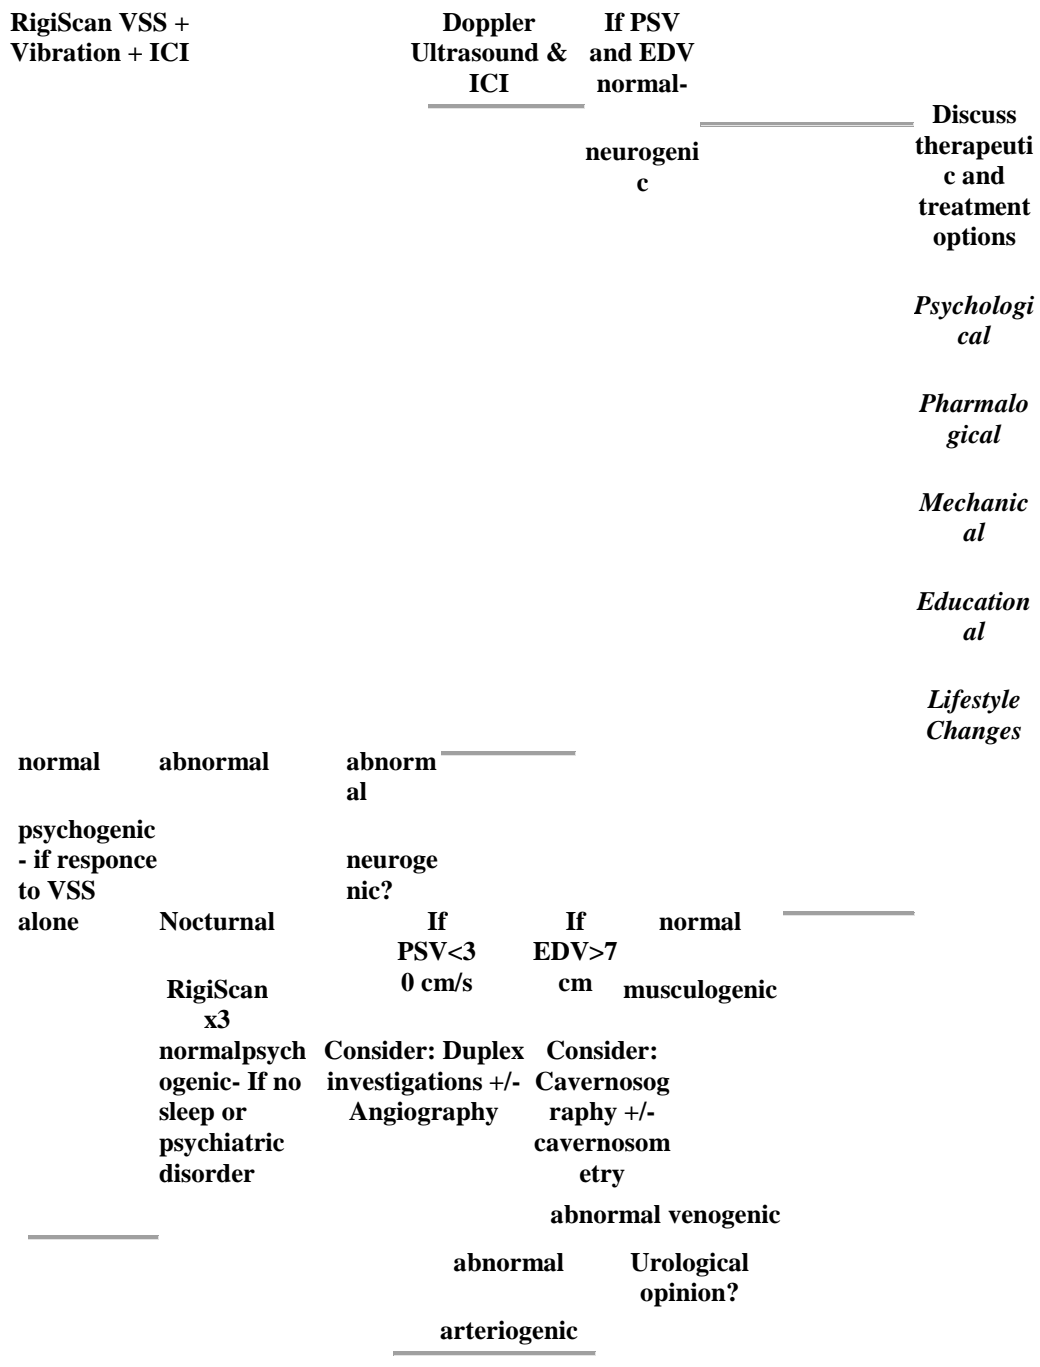 RigiScan VSS +
Vibration + ICI
Doppler
Ultrasound &
ICI
If PSV
and EDV
normal-
neurogeni
c
Discuss
therapeuti
c and
treatment
options
Psychologi
cal
Pharmalo
gical
Mechanic
al
Education
al
Lifestyle
Changes
normal
abnormal
abnorm
al
psychogenic
- if responce
to VSS
alone
neuroge
nic?
Nocturnal
RigiScan
x3
If
PSV<3
0 cm/s
If
EDV>7
cm
normal
musculogenic
normalpsych
ogenic- If no
sleep or
psychiatric
disorder
Consider: Duplex
investigations +/-
Angiography
Consider:
Cavernosog
raphy +/-
cavernosom
etry
abnormal venogenic
abnormal
Urological
opinion?
arteriogenic